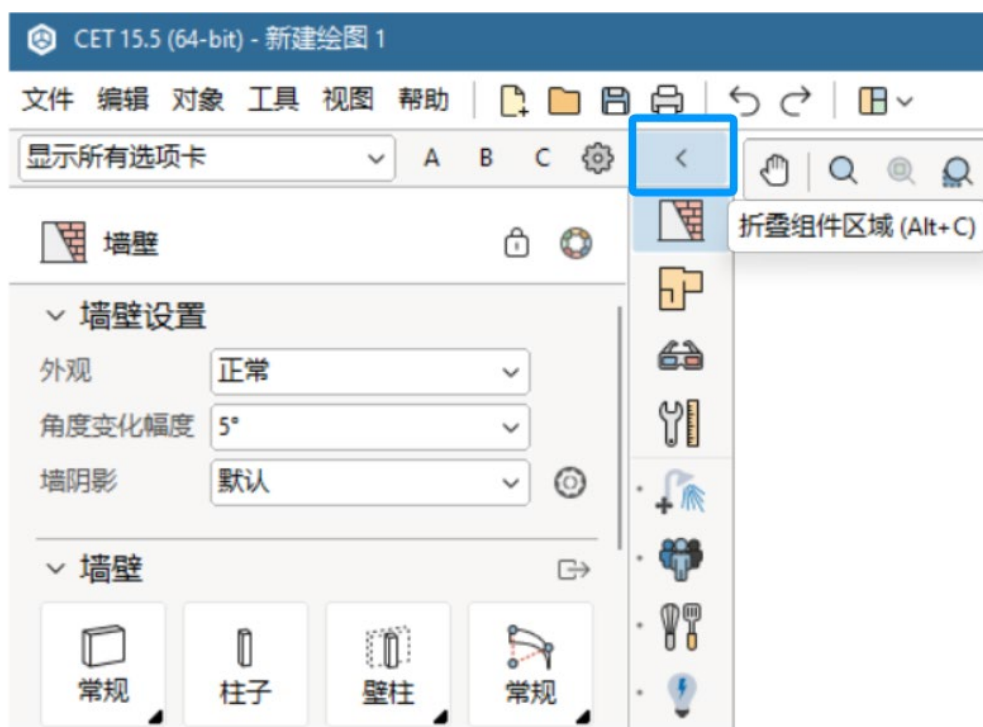 CET 15.5 (64-bit) - 新建绘图 1
文件 编辑 对象 工具 视图 帮助
显示所有选项卡 A B C
折叠组件区域 (Alt+C)
墙壁
墙壁设置
外观 正常
角度变化幅度 5°
墙阴影 默认
墙壁
常规 柱子 壁柱 常规